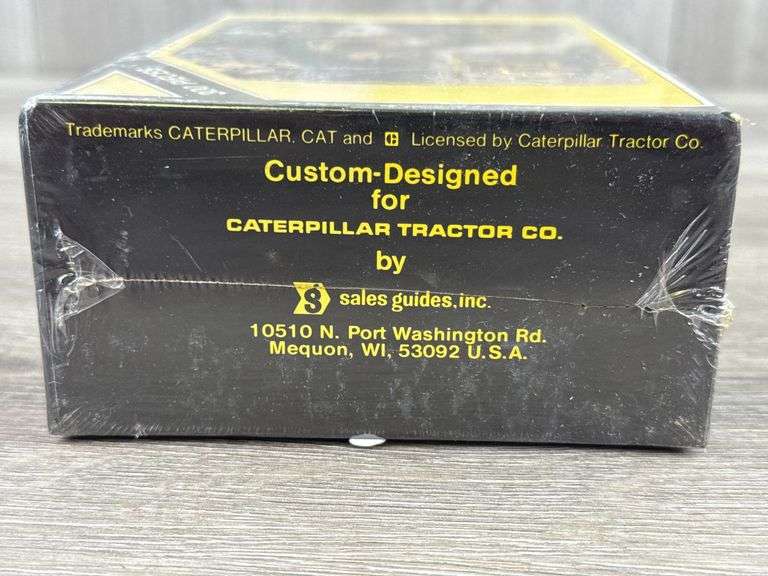 Trademarks CATERPILLAR, CAT and C Licensed by Caterpillar Tractor Co.
Custom-Designed
for
CATERPILLAR TRACTOR CO.
by
S sales guides, inc.
10510 N. Port Washington Rd.
Mequon, WI, 53092 U.S.A.